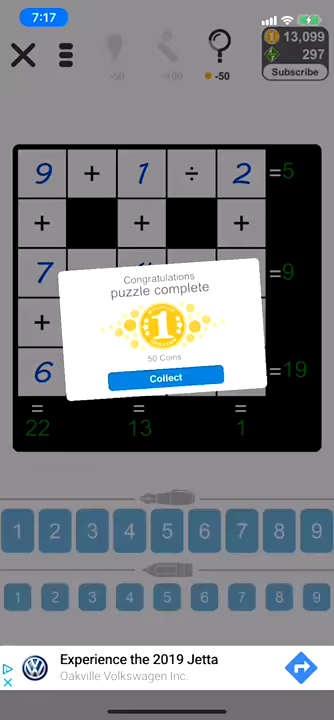 7:17
13,099
297
-50
-100
-50
Subscribe
9 + 1 ÷ 2 =5
+ + +
7 =9
+
6 =19
= = =
22 13 1
Congratulations
puzzle complete
1
50 Coins
Collect
1 2 3 4 5 6 7 8 9
1 2 3 4 5 6 7 8 9
Experience the 2019 Jetta
Oakville Volkswagen Inc.